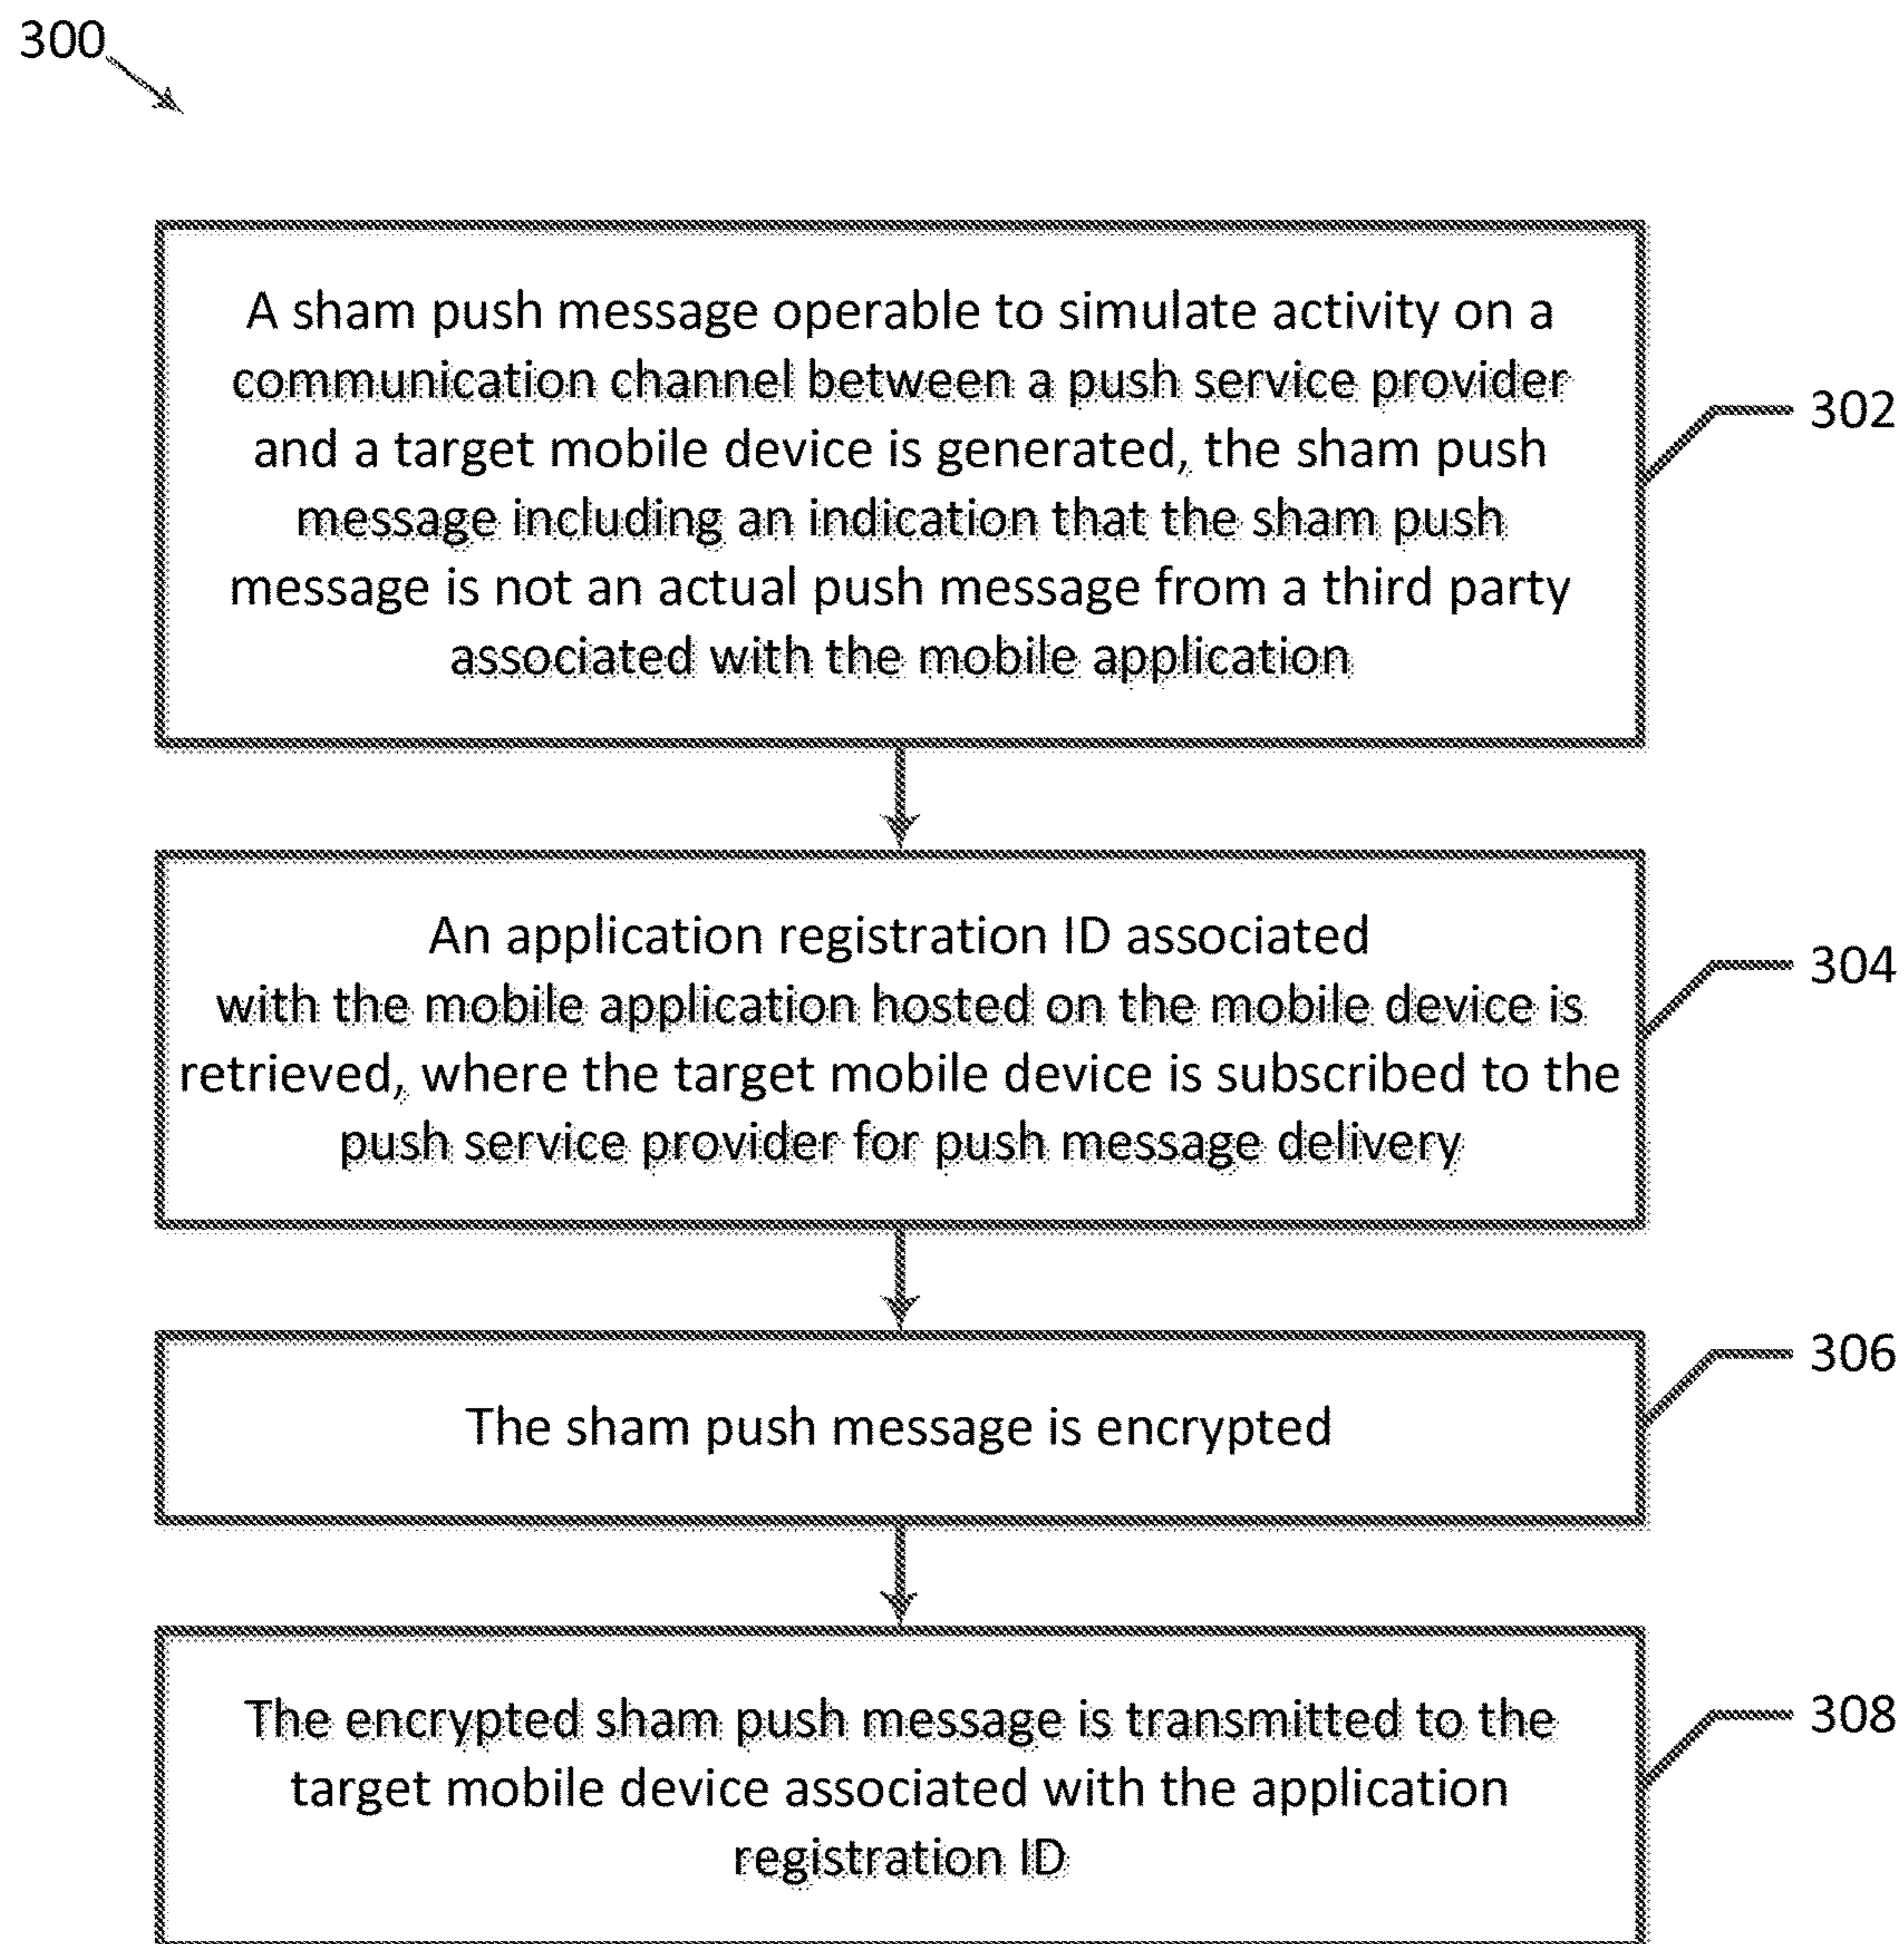 300
A sham push message operable to simulate activity on a
communication channel between a push service provider
and a target mobile device is generated, the sham push
message including an indication that the sham push
message is not an actual push message from a third party
associated with the mobile application
302
An application registration ID associated
with the mobile application hosted on the mobile device is
retrieved, where the target mobile device is subscribed to the
push service provider for push message delivery
304
The sham push message is encrypted
306
The encrypted sham push message is transmitted to the
target mobile device associated with the application
registration ID
308